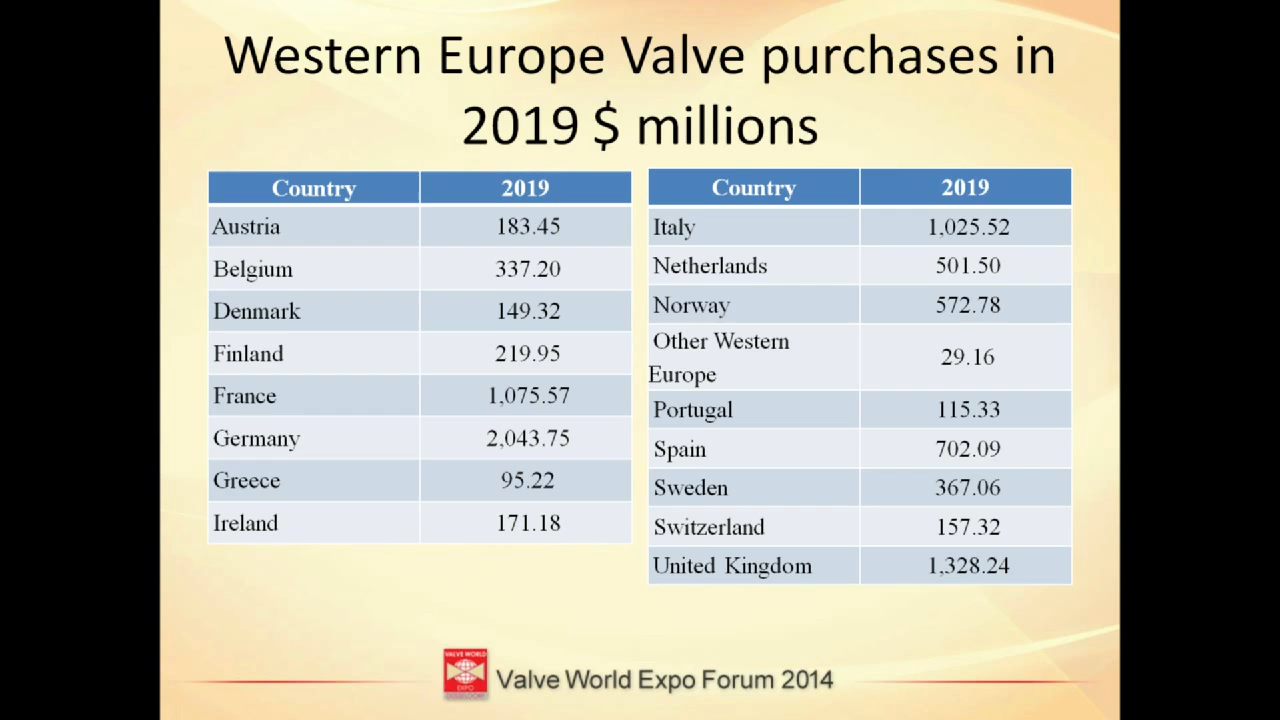 Western Europe Valve purchases in
2019 $ millions
Country 2019
Austria 183.45
Belgium 337.20
Denmark 149.32
Finland 219.95
France 1,075.57
Germany 2,043.75
Greece 95.22
Ireland 171.18
Country 2019
Italy 1,025.52
Netherlands 501.50
Norway 572.78
Other Western
Europe 29.16
Portugal 115.33
Spain 702.09
Sweden 367.06
Switzerland 157.32
United Kingdom 1,328.24
VALVE WORLD
EXPO
Valve World Expo Forum 2014